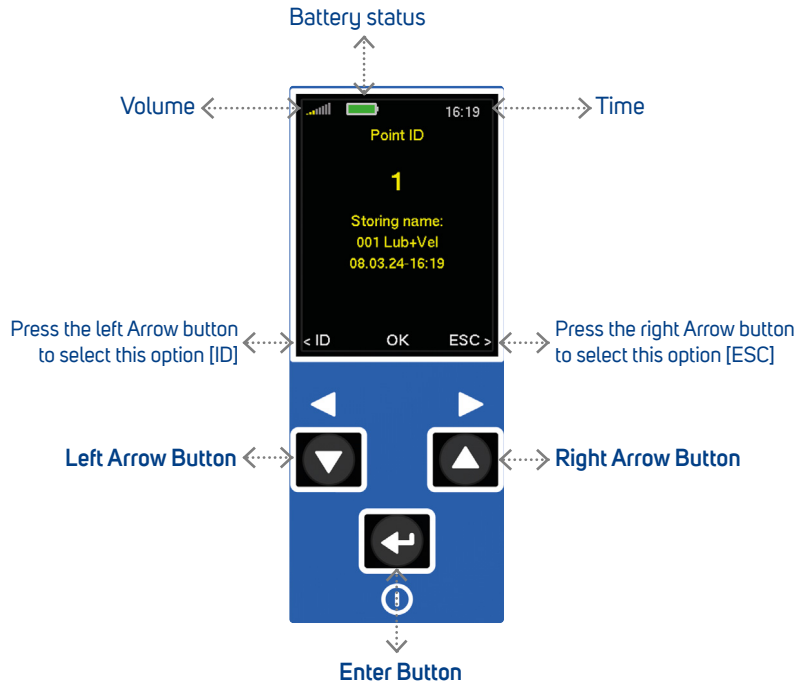 Battery status
Volume
Time
16:19
Point ID
1
Storing name:
001 Lub+Vel
08.03.24-16:19
Press the left Arrow button
to select this option [ID]
< ID
OK
ESC >
Press the right Arrow button
to select this option [ESC]
Left Arrow Button
Right Arrow Button
Enter Button